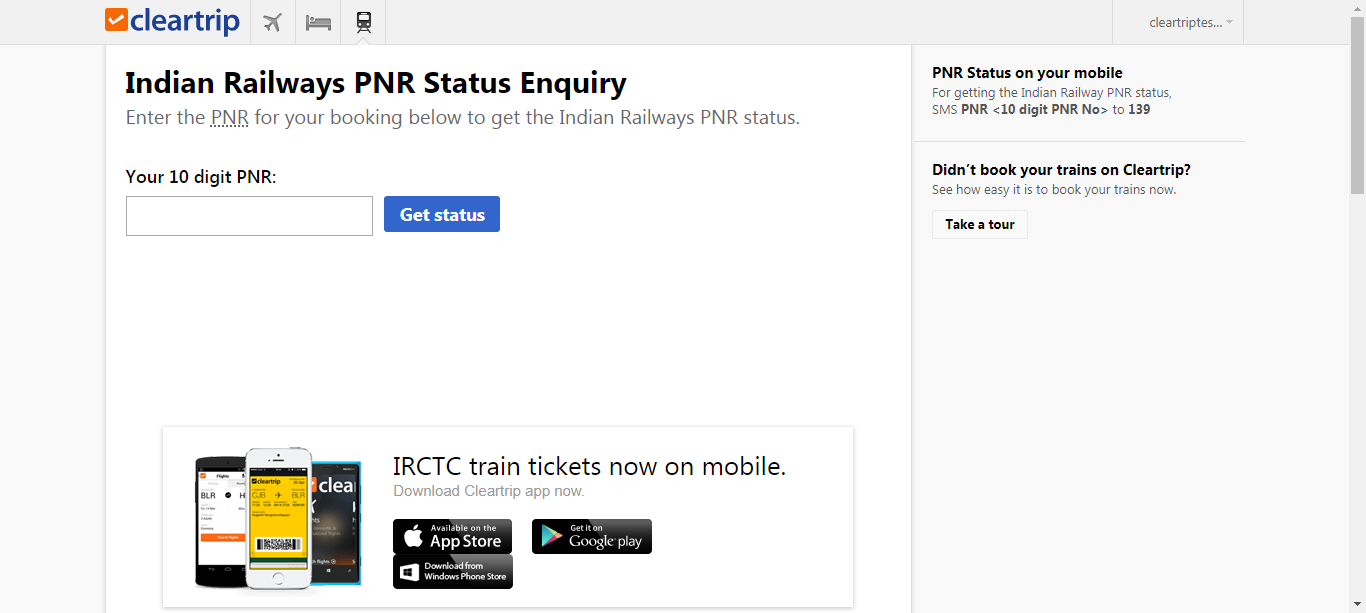 cleartrip
cleartriptes...
Indian Railways PNR Status Enquiry
Enter the PNR for your booking below to get the Indian Railways PNR status.
Your 10 digit PNR:
Get status
PNR Status on your mobile
For getting the Indian Railway PNR status,
SMS PNR <10 digit PNR No> to 139
Didn’t book your trains on Cleartrip?
See how easy it is to book your trains now.
Take a tour
Flights
BLR
H
cleartrip
CJB
BLR
clear
IRCTC train tickets now on mobile.
Download Cleartrip app now.
Available on the
App Store
Get it on
Google play
Download from
Windows Phone Store